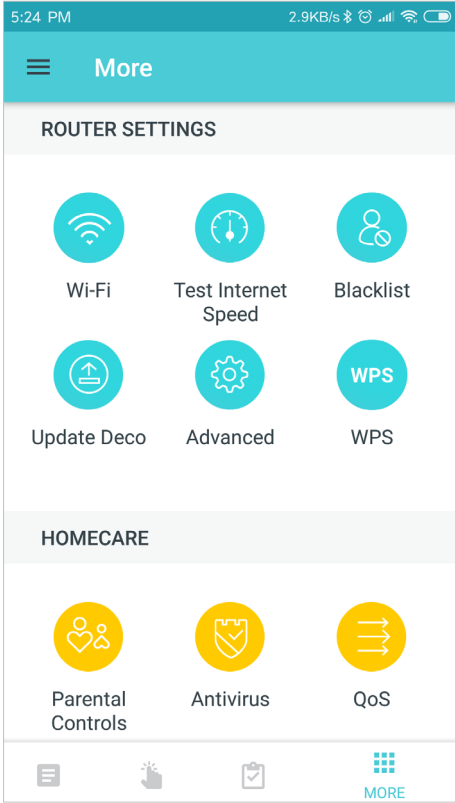 5:24 PM 2.9KB/s
More
ROUTER SETTINGS
Wi-Fi
Test Internet
Speed
Blacklist
WPS
Update Deco
Advanced
WPS
HOMECARE
Parental
Controls
Antivirus
QoS
MORE